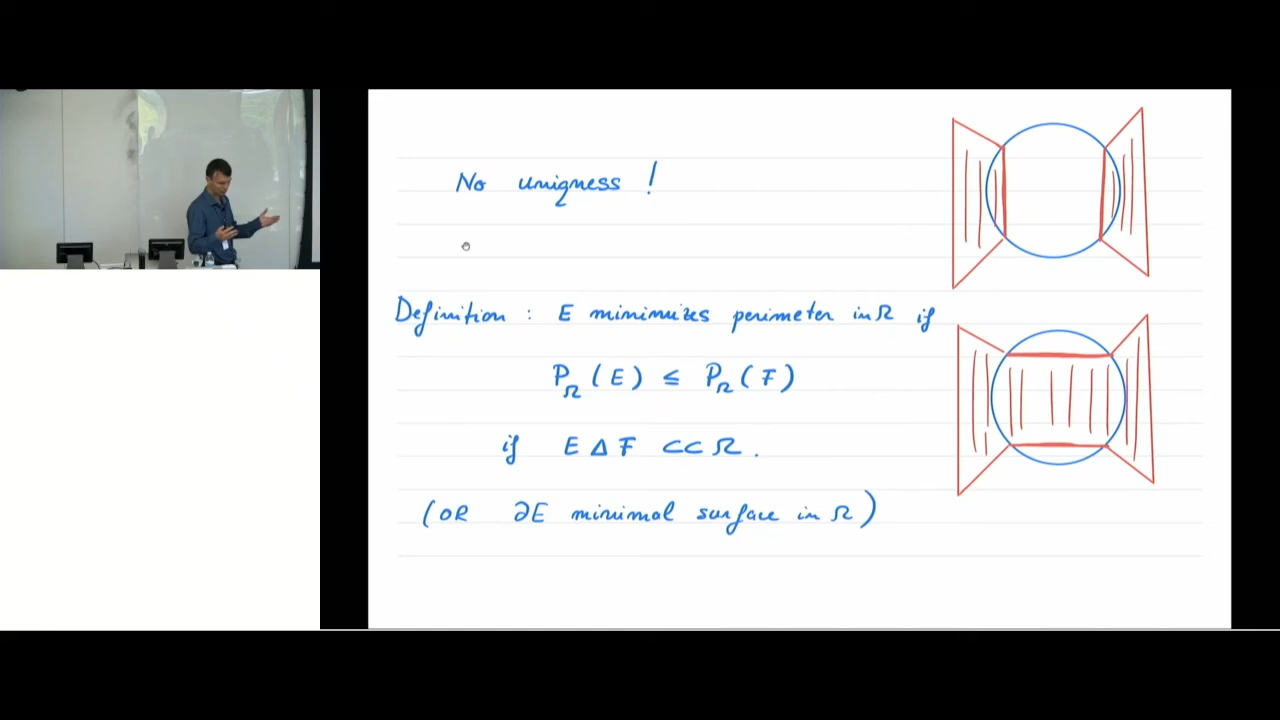 No uniqness !
Definition : E minimizes perimeter in Ω if
P_Ω (E) ≤ P_Ω (F)
if E Δ F ⊂⊂ Ω .
(OR ∂E minimal surface in Ω)